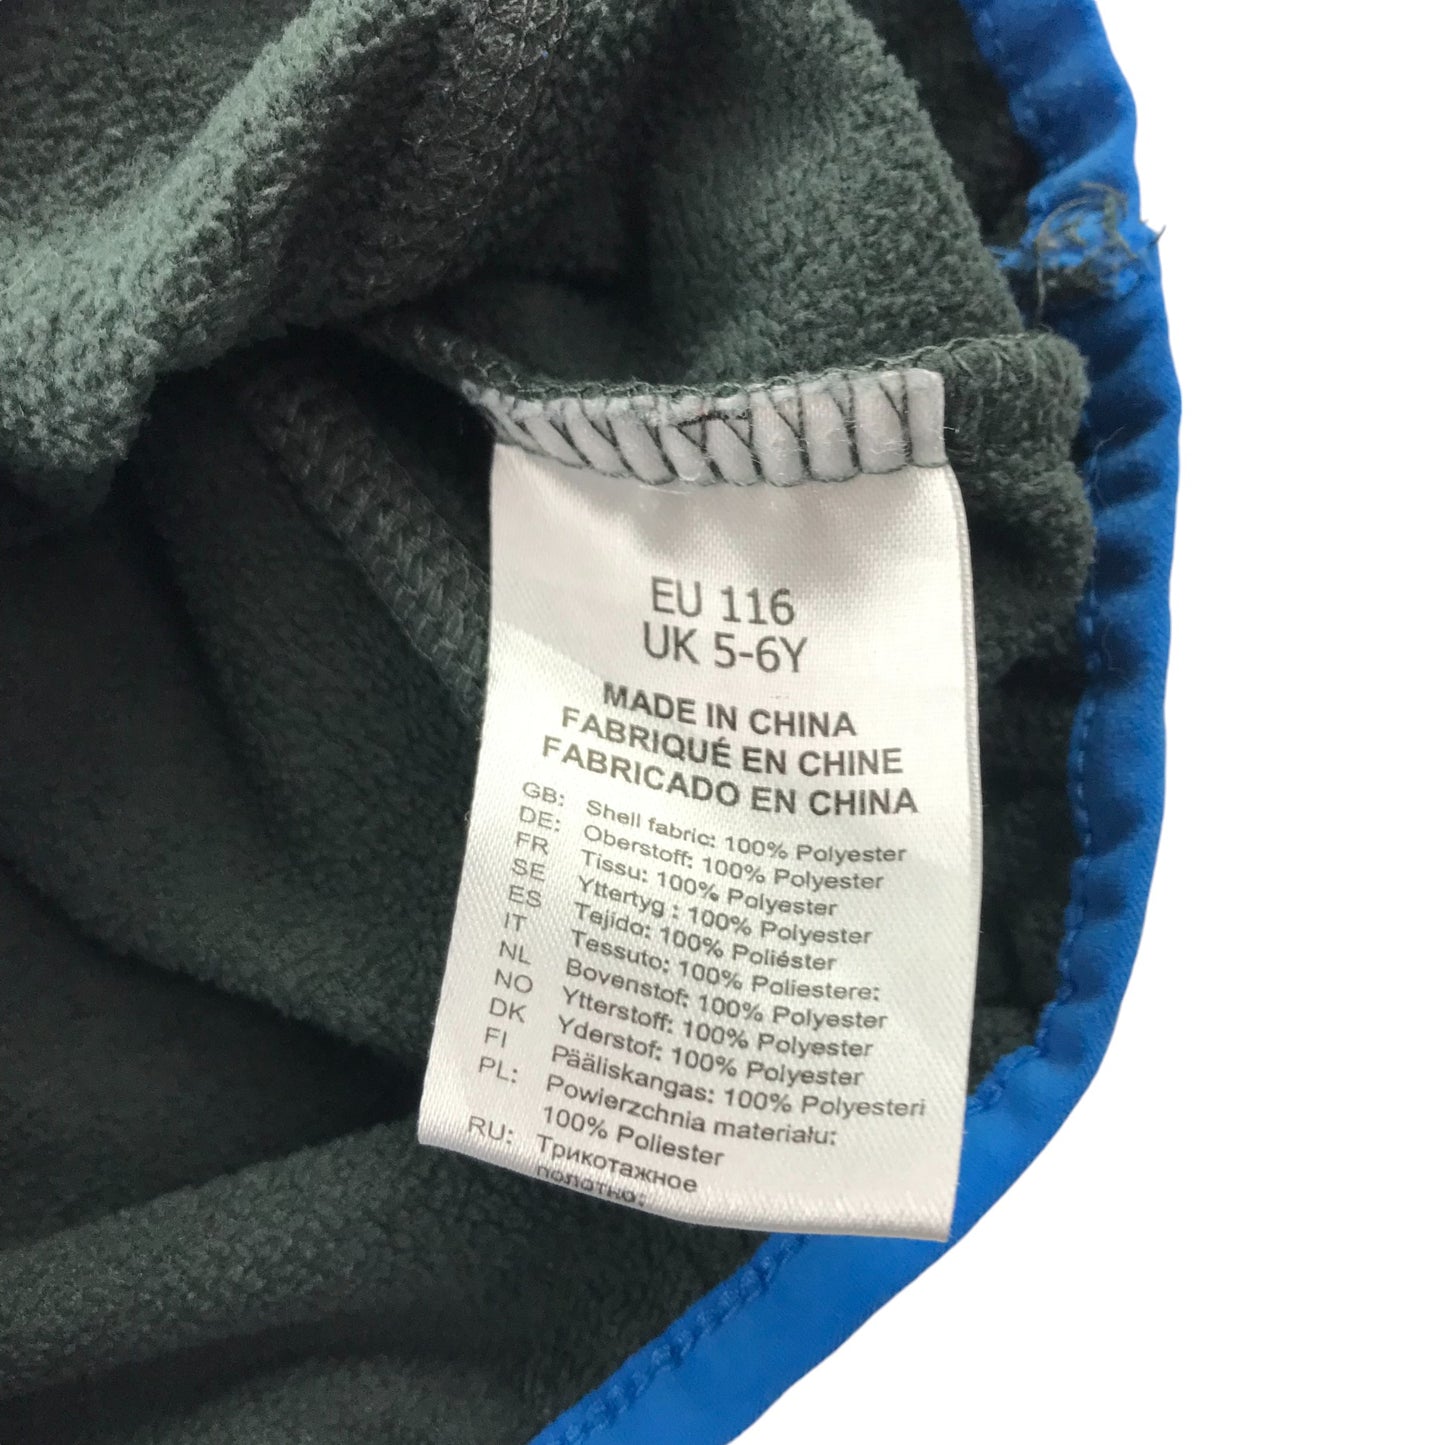 EU 116
UK 5-6Y
MADE IN CHINA
FABRIQUÉ EN CHINE
FABRICADO EN CHINA
GB: Shell fabric: 100% Polyester
DE: Oberstoff: 100% Polyester
FR Tissu: 100% Polyester
SE Yttertyg : 100% Polyester
ES Tejido: 100% Poliéster
IT Tessuto: 100% Poliestere:
NL Bovenstof: 100% Polyester
NO Ytterstoff: 100% Polyester
DK Yderstof: 100% Polyester
FI Pääliskangas: 100% Polyesteri
PL: Powierzchnia materiału:
100% Poliester
RU: Трикотажное
полотно: